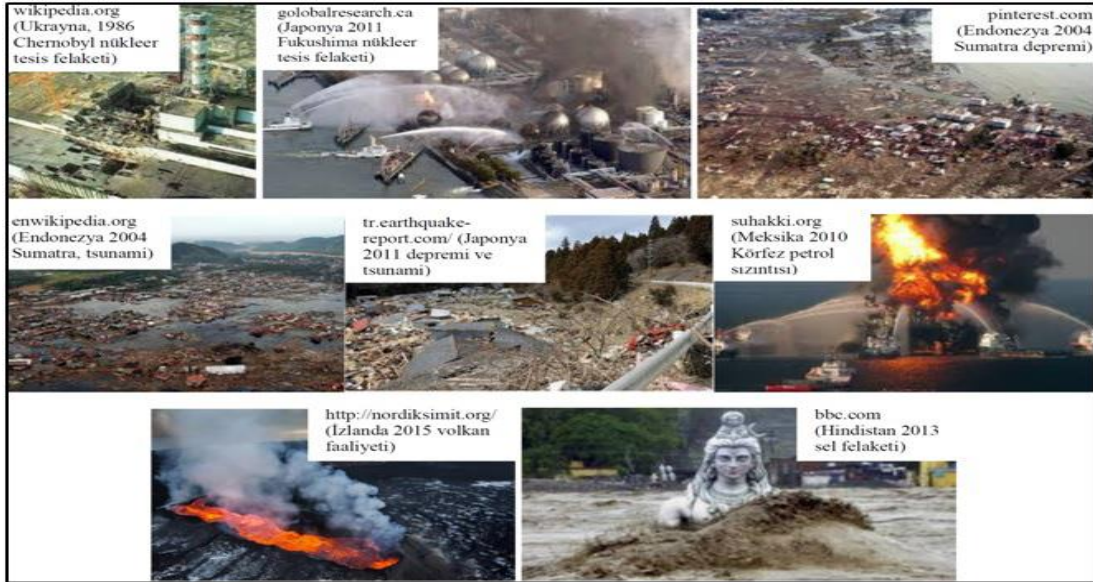 wikipedia.org
(Ukrayna, 1986
Chernobyl nükleer
tesis felaketi)
golobalresearch.ca
(Japonya 2011
Fukushima nükleer
tesis felaketi)
pinterest.com
(Endonezya 2004
Sumatra depremi)
enwikipedia.org
(Endonezya 2004
Sumatra, tsunami)
tr.earthquake-
report.com/ (Japonya
2011 depremi ve
tsunami)
suhakki.org
(Meksika 2010
Körfez petrol
sızıntısı)
http://nordiksimit.org/
(İzlanda 2015 volkan
faaliyeti)
bbc.com
(Hindistan 2013
sel felaketi)